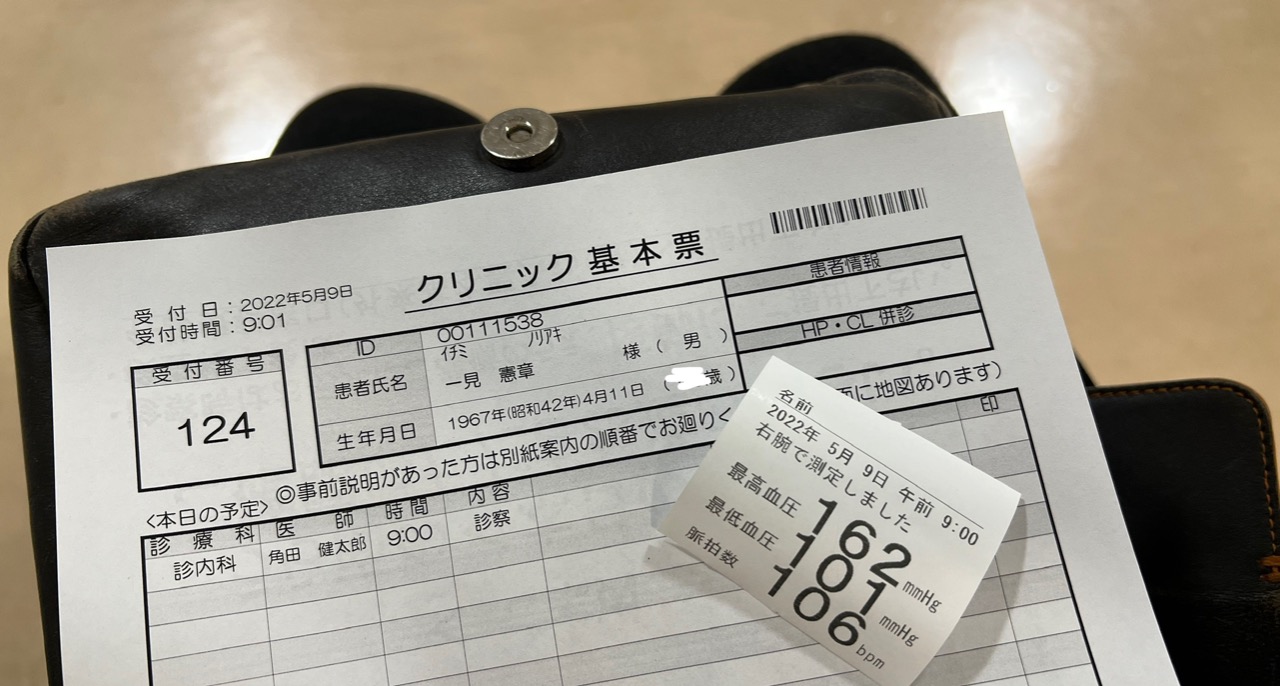 クリニック 基 本 票
受 付 日：2022年5月9日
受付時間：9:01
受 付 番 号
124
ID 00111538
ｲﾁﾐ ﾉﾘｱｷ
患者氏名 一見 憲章 様 ( 男 )
生年月日 1967年(昭和42年)4月11日 ( 歳)
患者情報
HP・CL 併診
◎事前説明があった方は別紙案内の順番でお廻りく 面に地図あります)
<本日の予定>
診 療 科 医 師 時 間 内 容 印
診内科 角田 健太郎 9:00 診察
名前
2022年 5月 9日 午前 9:00
右腕で測定しました
最高血圧 162 mmHg
最低血圧 101 mmHg
脈拍数 106 bpm